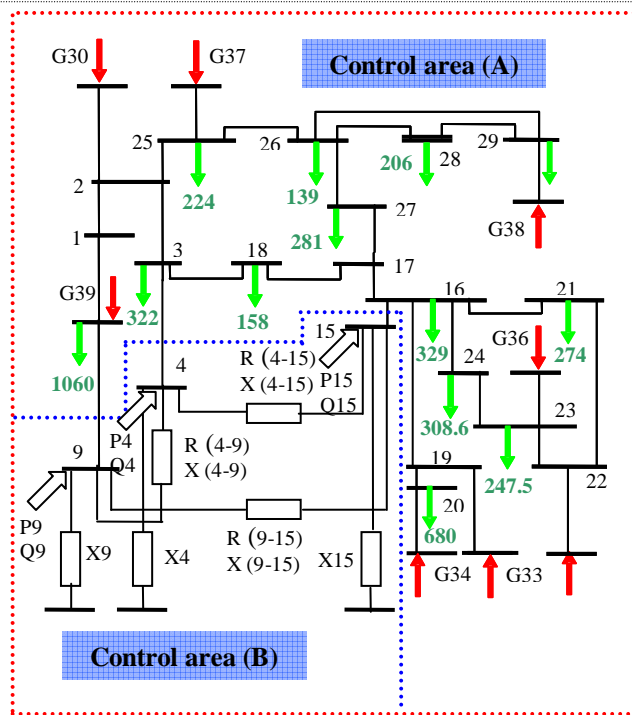 G30
G37
Control area (A)
25
26
28
29
206
224
139
2
27
281
G38
1
3
18
17
G39
16
21
322
158
15
G36
329
274
R (4-15)
X (4-15)
P15
Q15
24
1060
4
308.6
23
P4
Q4
R (4-9)
X (4-9)
9
19
247.5
22
20
P9
Q9
R (9-15)
X (9-15)
680
X9
X4
X15
G34
G33
Control area (B)